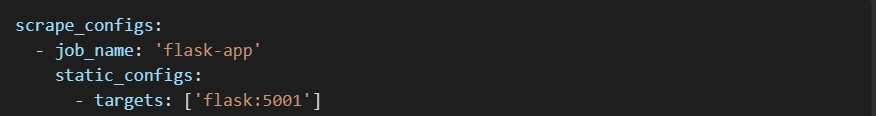 scrape_configs:
  - job_name: 'flask-app'
    static_configs:
      - targets: ['flask:5001']